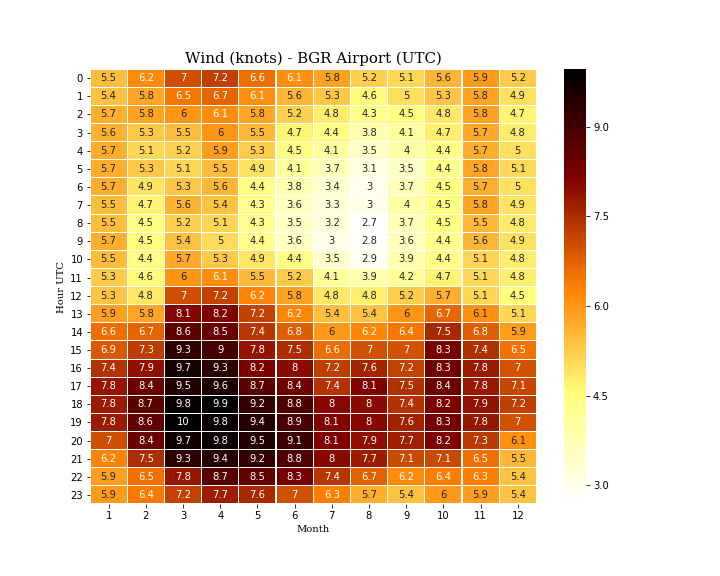 Wind (knots) - BGR Airport (UTC)
0 5.5 6.2 7 7.2 6.6 6.1 5.8 5.2 5.1 5.6 5.9 5.2
1 5.4 5.8 6.5 6.7 6.1 5.6 5.3 4.6 5 5.3 5.8 4.9
2 5.7 5.8 6 6.1 5.8 5.2 4.8 4.3 4.5 4.8 5.8 4.7
3 5.6 5.3 5.5 6 5.5 4.7 4.4 3.8 4.1 4.7 5.7 4.8
4 5.7 5.1 5.2 5.9 5.3 4.5 4.1 3.5 4 4.4 5.7 5
5 5.7 5.3 5.1 5.5 4.9 4.1 3.7 3.1 3.5 4.4 5.8 5.1
6 5.7 4.9 5.3 5.6 4.4 3.8 3.4 3 3.7 4.5 5.7 5
7 5.5 4.7 5.6 5.4 4.3 3.6 3.3 3 4 4.5 5.8 4.9
8 5.5 4.5 5.2 5.1 4.3 3.5 3.2 2.7 3.7 4.5 5.5 4.8
9 5.7 4.5 5.4 5 4.4 3.6 3 2.8 3.6 4.4 5.6 4.9
10 5.5 4.4 5.7 5.3 4.9 4.4 3.5 2.9 3.9 4.4 5.1 4.8
11 5.3 4.6 6 6.1 5.5 5.2 4.1 3.9 4.2 4.7 5.1 4.8
12 5.3 4.8 7 7.2 6.2 5.8 4.8 4.8 5.2 5.7 5.1 4.5
13 5.9 5.8 8.1 8.2 7.2 6.2 5.4 5.4 6 6.7 6.1 5.1
14 6.6 6.7 8.6 8.5 7.4 6.8 6 6.2 6.4 7.5 6.8 5.9
15 6.9 7.3 9.3 9 7.8 7.5 6.6 7 7 8.3 7.4 6.5
16 7.4 7.9 9.7 9.3 8.2 8 7.2 7.6 7.2 8.3 7.8 7
17 7.8 8.4 9.5 9.6 8.7 8.4 7.4 8.1 7.5 8.4 7.8 7.1
18 7.8 8.7 9.8 9.9 9.2 8.8 8 8 7.4 8.2 7.9 7.2
19 7.8 8.6 10 9.8 9.4 8.9 8.1 8 7.6 8.3 7.8 7
20 7 8.4 9.7 9.8 9.5 9.1 8.1 7.9 7.7 8.2 7.3 6.1
21 6.2 7.5 9.3 9.4 9.2 8.8 8 7.7 7.1 7.1 6.5 5.5
22 5.9 6.5 7.8 8.7 8.5 8.3 7.4 6.7 6.2 6.4 6.3 5.4
23 5.9 6.4 7.2 7.7 7.6 7 6.3 5.7 5.4 6 5.9 5.4
1 2 3 4 5 6 7 8 9 10 11 12
Month
Hour UTC
9.0
7.5
6.0
4.5
3.0